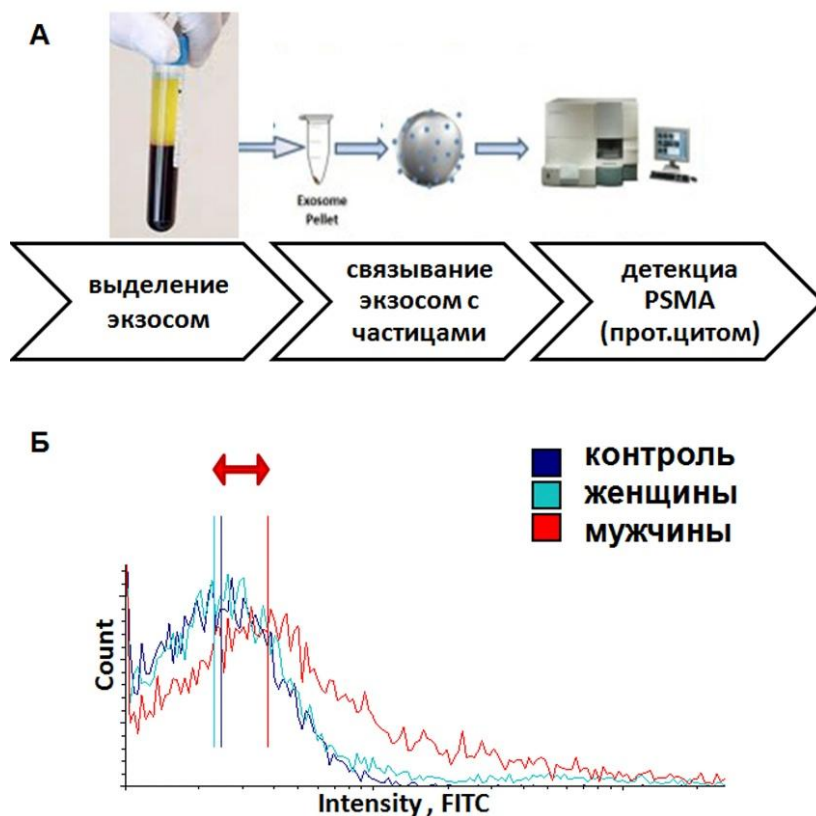 А
Exosome
Pellet
выделение
экзосом
связывание
экзосом с
частицами
детекциа
PSMA
(прот.цитом)
Б
контроль
женщины
мужчины
Count
Intensity , FITC